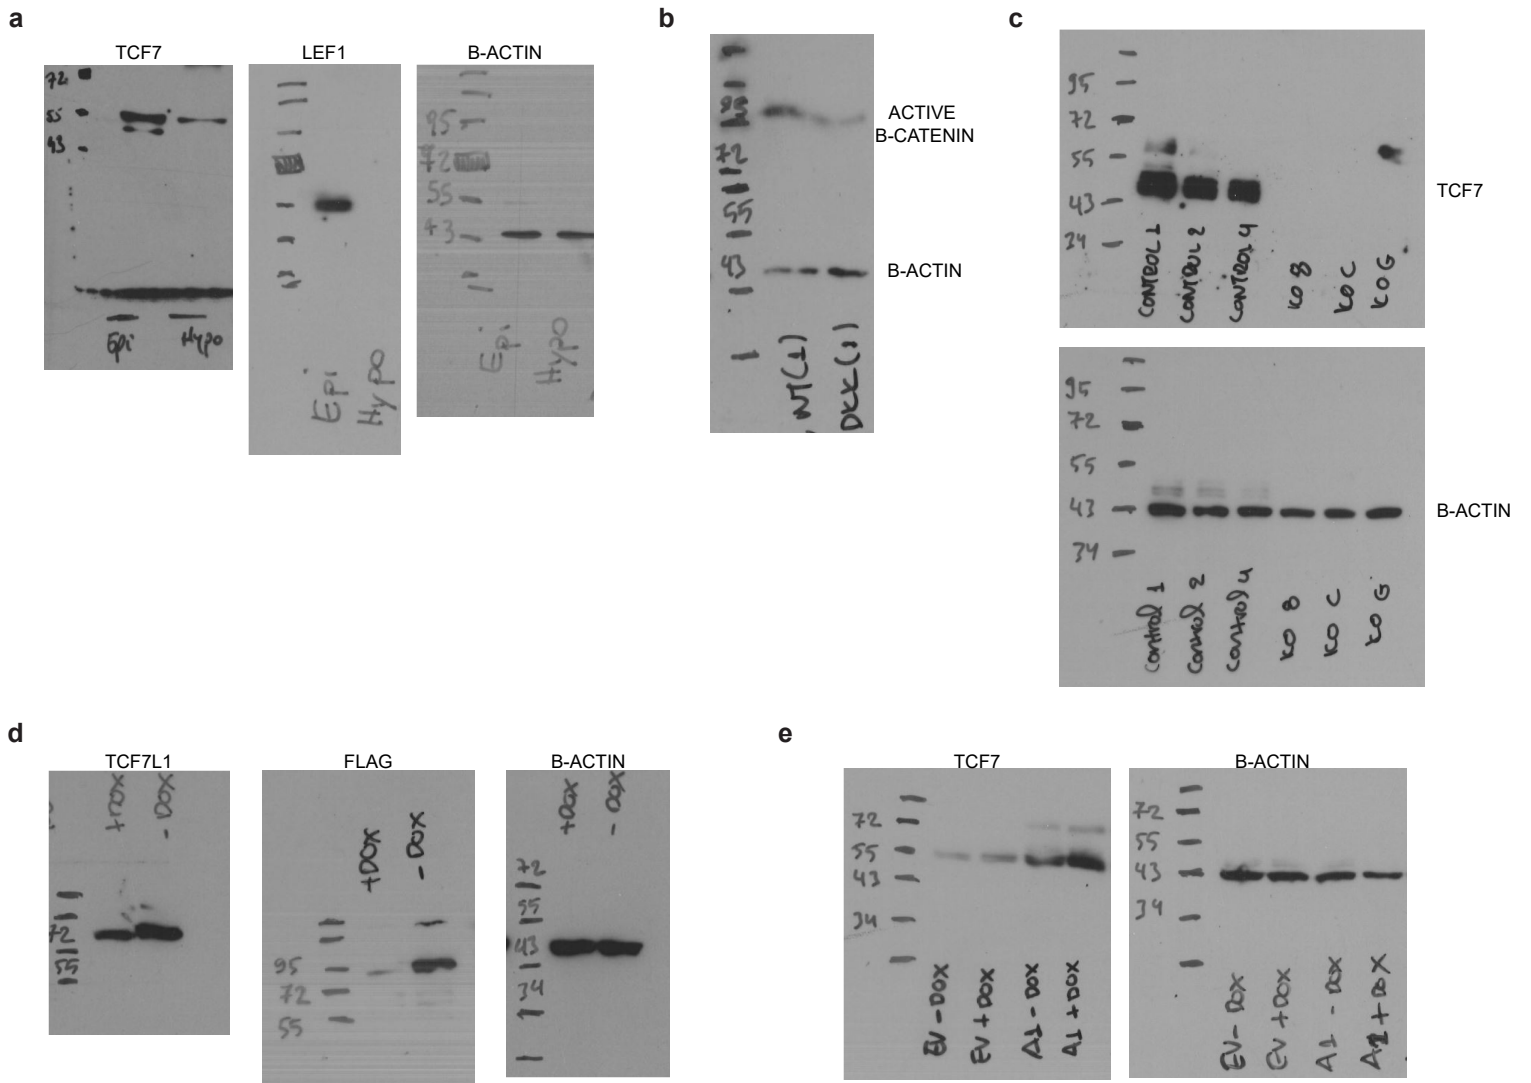 a
TCF7
LEF1
B-ACTIN
72
55
43
Epi
Hypo
Epi
Hypo
95
72
55
43
Epi
Hypo
b
95
72
55
43
ACTIVE
B-CATENIN
B-ACTIN
WT(1)
DKK(1)
c
95
72
55
43
34
TCF7
CONTROL 1
CONTROL 2
CONTROL 4
KO B
KO C
KO G
95
72
55
43
34
B-ACTIN
Control 1
Control 2
Control 4
KO B
KO C
KO G
d
TCF7L1
FLAG
B-ACTIN
+DOX
- DOX
72
55
+DOX
- DOX
95
72
55
+DOX
- DOX
72
55
43
34
e
TCF7
B-ACTIN
72
55
43
34
EV - DOX
EV + DOX
A1 - DOX
A1 + DOX
72
55
43
34
EV - DOX
EV + DOX
A1 - DOX
A1 + DOX